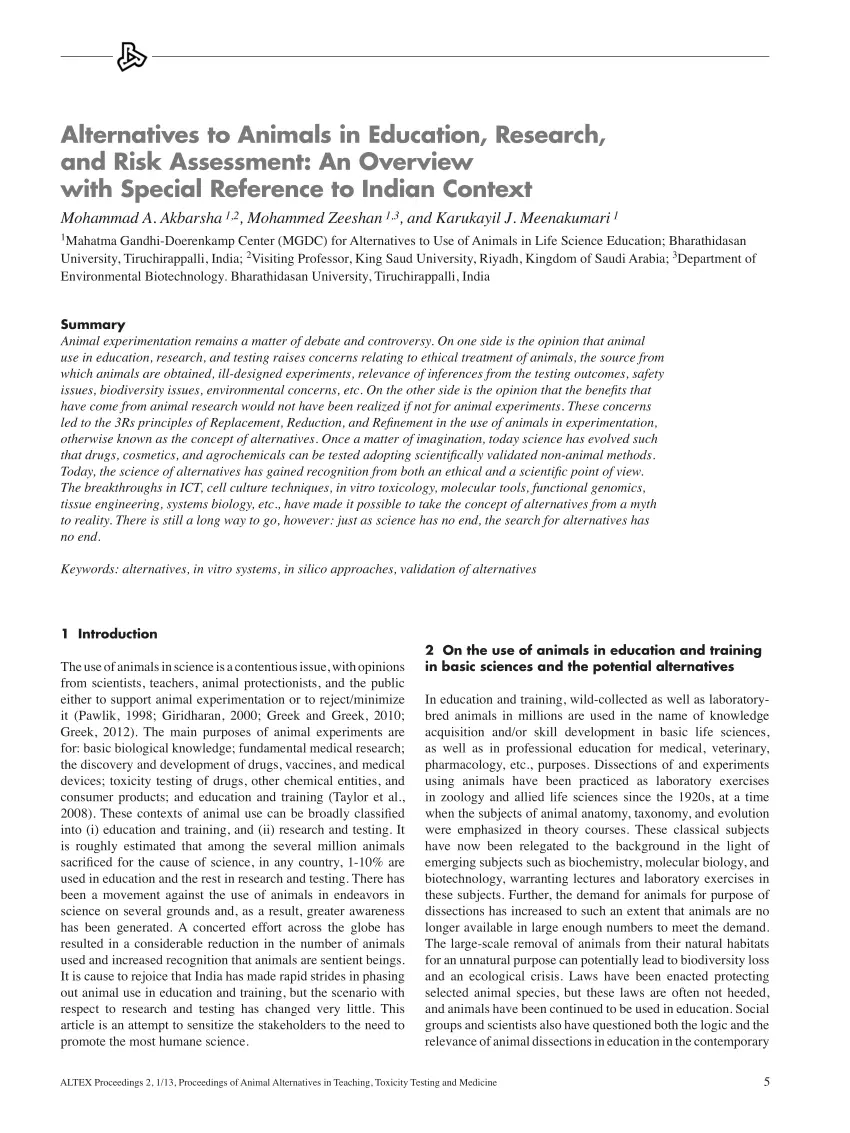 Alternatives to Animals in Education, Research,
and Risk Assessment: An Overview
with Special Reference to Indian Context
Mohammad A. Akbarsha 1,2, Mohammed Zeeshan 1,3, and Karukayil J. Meenakumari 1
1Mahatma Gandhi-Doerenkamp Center (MGDC) for Alternatives to Use of Animals in Life Science Education; Bharathidasan
University, Tiruchirappalli, India; 2Visiting Professor, King Saud University, Riyadh, Kingdom of Saudi Arabia; 3Department of
Environmental Biotechnology. Bharathidasan University, Tiruchirappalli, India
Summary
Animal experimentation remains a matter of debate and controversy. On one side is the opinion that animal
use in education, research, and testing raises concerns relating to ethical treatment of animals, the source from
which animals are obtained, ill-designed experiments, relevance of inferences from the testing outcomes, safety
issues, biodiversity issues, environmental concerns, etc. On the other side is the opinion that the benefits that
have come from animal research would not have been realized if not for animal experiments. These concerns
led to the 3Rs principles of Replacement, Reduction, and Refinement in the use of animals in experimentation,
otherwise known as the concept of alternatives. Once a matter of imagination, today science has evolved such
that drugs, cosmetics, and agrochemicals can be tested adopting scientifically validated non-animal methods.
Today, the science of alternatives has gained recognition from both an ethical and a scientific point of view.
The breakthroughs in ICT, cell culture techniques, in vitro toxicology, molecular tools, functional genomics,
tissue engineering, systems biology, etc., have made it possible to take the concept of alternatives from a myth
to reality. There is still a long way to go, however: just as science has no end, the search for alternatives has
no end.
Keywords: alternatives, in vitro systems, in silico approaches, validation of alternatives
1 Introduction
The use of animals in science is a contentious issue, with opinions
from scientists, teachers, animal protectionists, and the public
either to support animal experimentation or to reject/minimize
it (Pawlik, 1998; Giridharan, 2000; Greek and Greek, 2010;
Greek, 2012). The main purposes of animal experiments are
for: basic biological knowledge; fundamental medical research;
the discovery and development of drugs, vaccines, and medical
devices; toxicity testing of drugs, other chemical entities, and
consumer products; and education and training (Taylor et al.,
2008). These contexts of animal use can be broadly classified
into (i) education and training, and (ii) research and testing. It
is roughly estimated that among the several million animals
sacrificed for the cause of science, in any country, 1-10% are
used in education and the rest in research and testing. There has
been a movement against the use of animals in endeavors in
science on several grounds and, as a result, greater awareness
has been generated. A concerted effort across the globe has
resulted in a considerable reduction in the number of animals
used and increased recognition that animals are sentient beings.
It is cause to rejoice that India has made rapid strides in phasing
out animal use in education and training, but the scenario with
respect to research and testing has changed very little. This
article is an attempt to sensitize the stakeholders to the need to
promote the most humane science.
2 On the use of animals in education and training
in basic sciences and the potential alternatives
In education and training, wild-collected as well as laboratory-
bred animals in millions are used in the name of knowledge
acquisition and/or skill development in basic life sciences,
as well as in professional education for medical, veterinary,
pharmacology, etc., purposes. Dissections of and experiments
using animals have been practiced as laboratory exercises
in zoology and allied life sciences since the 1920s, at a time
when the subjects of animal anatomy, taxonomy, and evolution
were emphasized in theory courses. These classical subjects
have now been relegated to the background in the light of
emerging subjects such as biochemistry, molecular biology, and
biotechnology, warranting lectures and laboratory exercises in
these subjects. Further, the demand for animals for purpose of
dissections has increased to such an extent that animals are no
longer available in large enough numbers to meet the demand.
The large-scale removal of animals from their natural habitats
for an unnatural purpose can potentially lead to biodiversity loss
and an ecological crisis. Laws have been enacted protecting
selected animal species, but these laws are often not heeded,
and animals have been continued to be used in education. Social
groups and scientists also have questioned both the logic and the
relevance of animal dissections in education in the contemporary
ALTEX Proceedings 2, 1/13, Proceedings of Animal Alternatives in Teaching, Toxicity Testing and Medicine
5